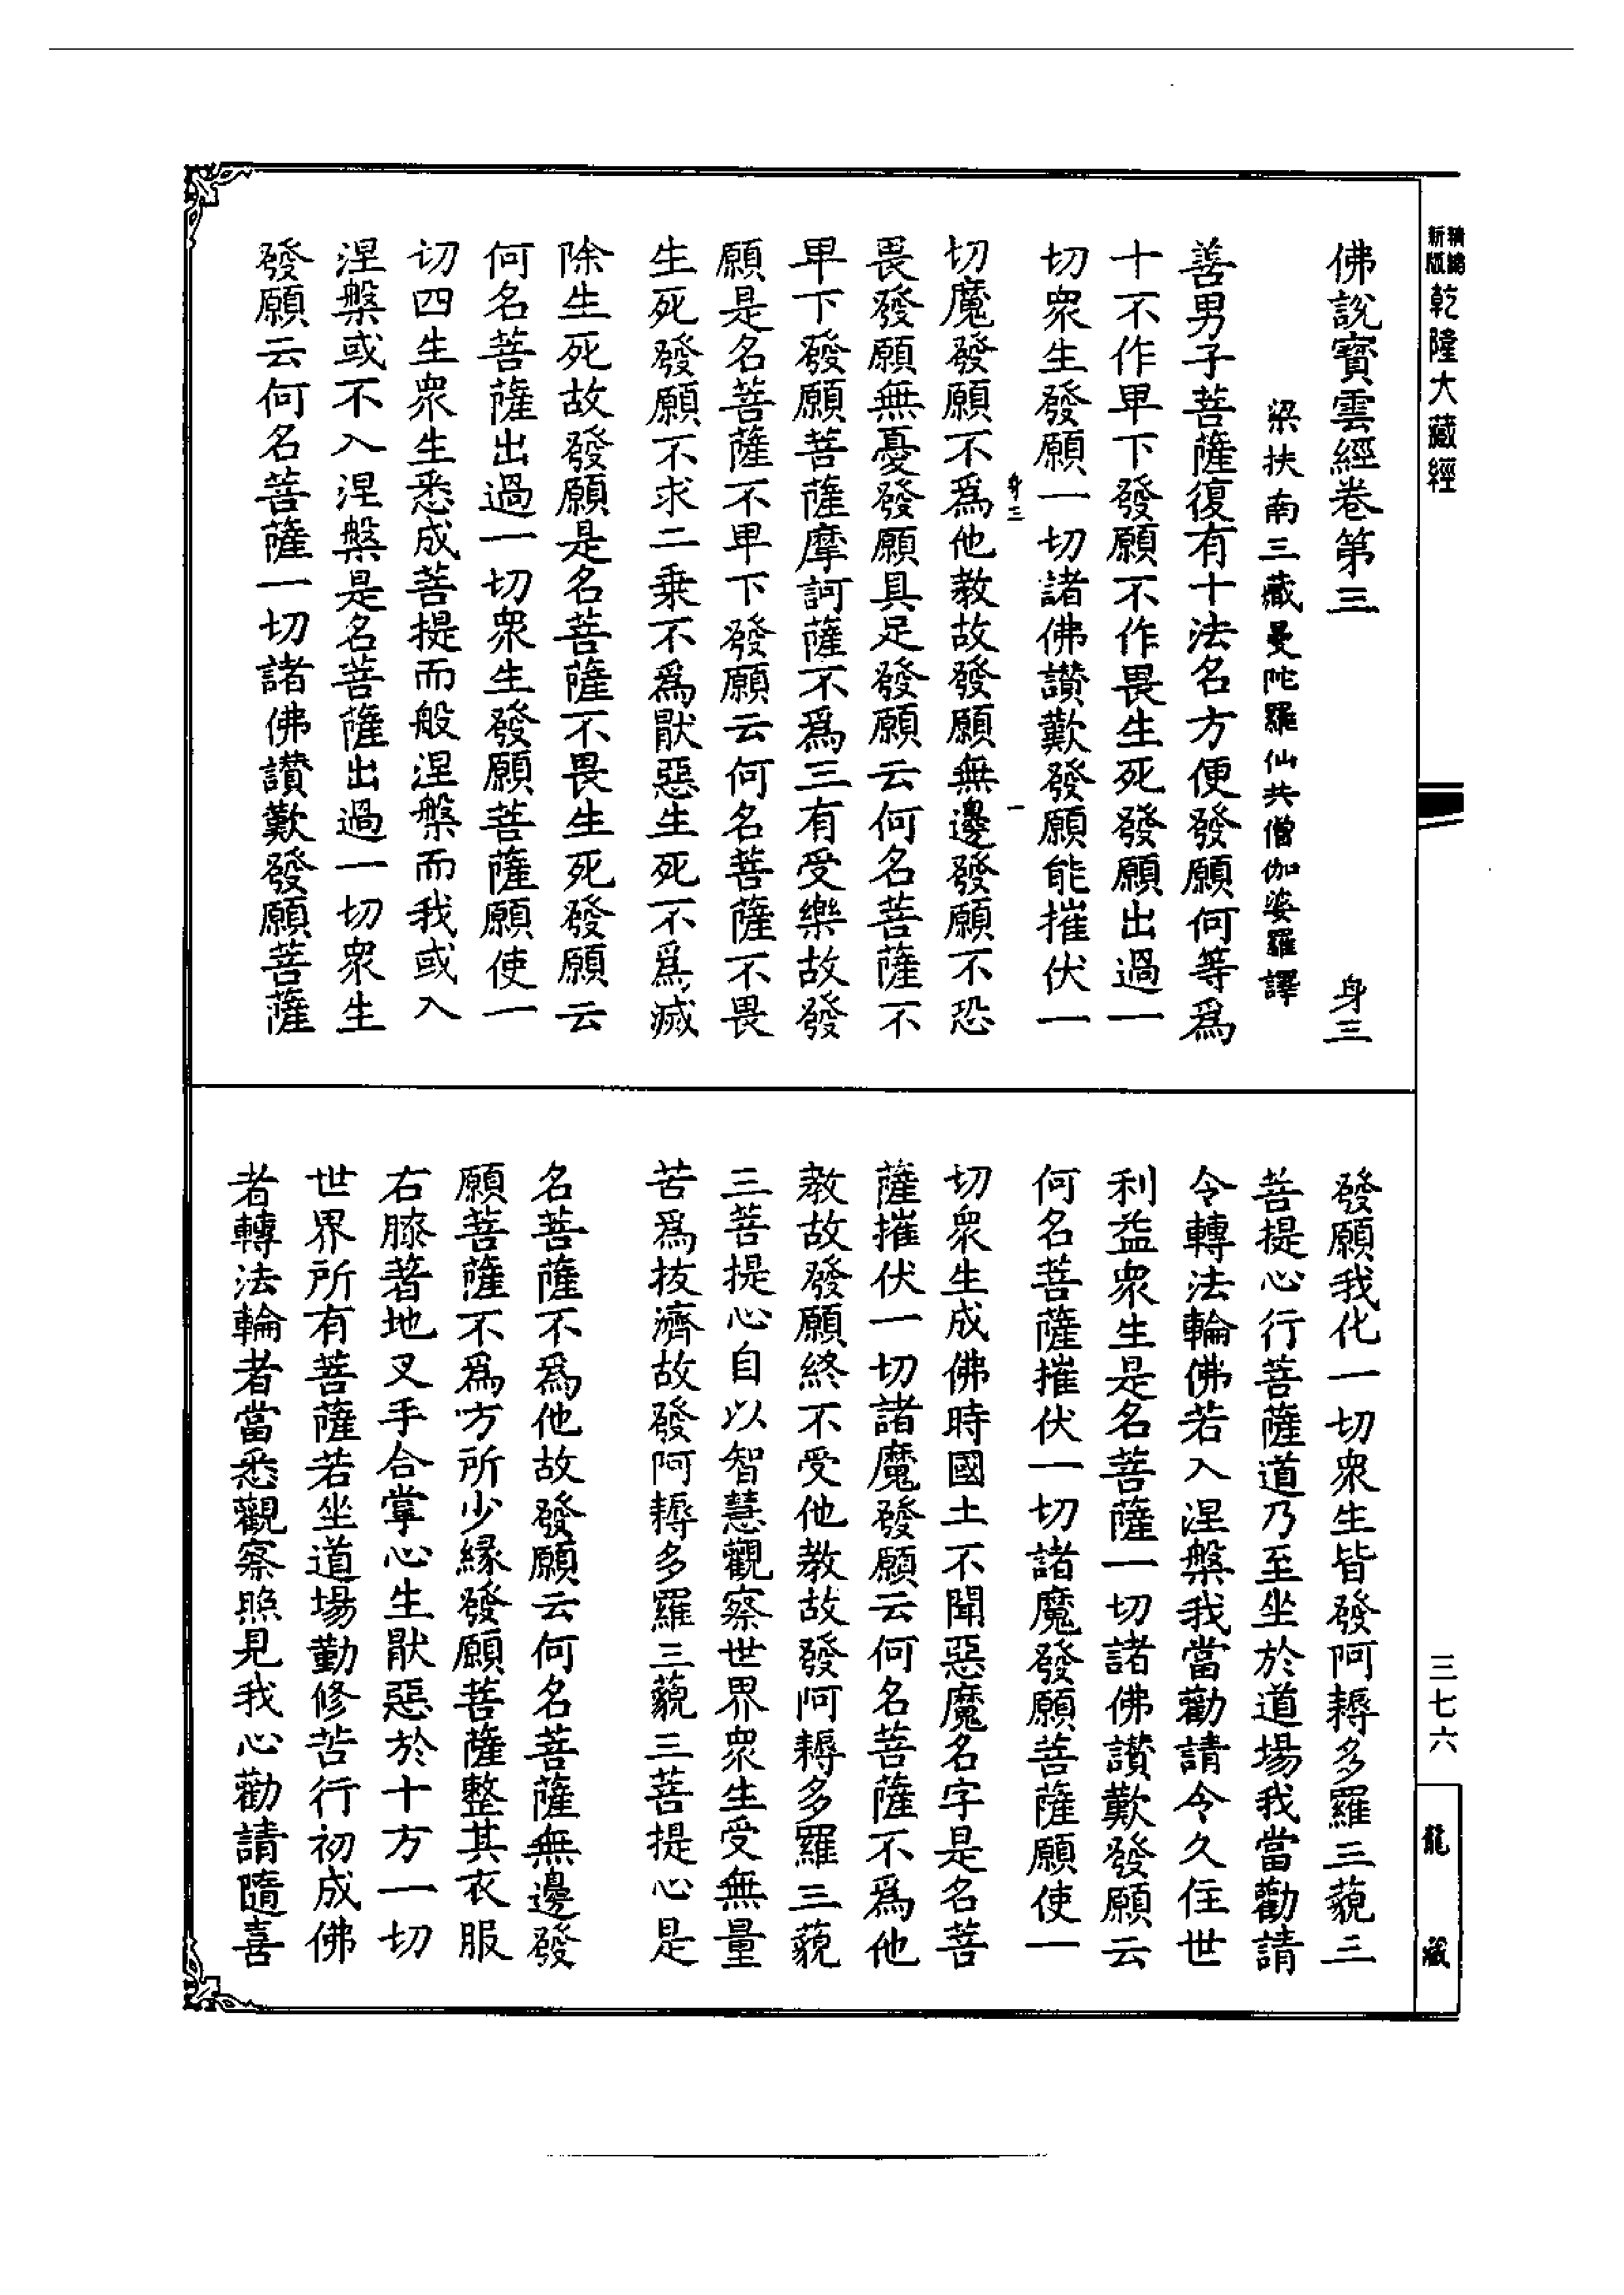 精編
新版
乾隆大藏經
佛說寶雲經卷第三　身三
梁扶南三藏曼陀羅仙共僧伽婆羅譯
善男子菩薩復有十法名方便發願何等爲
十不作卑下發願不作畏生死發願出過一
切衆生發願一切諸佛讃歎發願能摧伏一
身三　一
切魔發願不爲他教故發願無邊發願不恐
畏發願無憂發願具足發願云何名菩薩不
卑下發願菩薩摩訶薩不爲三有受樂故發
願是名菩薩不卑下發願云何名菩薩不畏
生死發願不求二乗不爲猒惡生死不爲滅
除生死故發願是名菩薩不畏生死發願云
何名菩薩出過一切衆生發願菩薩願使一
切四生衆生悉成菩提而般涅槃而我或入
涅槃或不入涅槃是名菩薩出過一切衆生
發願云何名菩薩一切諸佛讃歎發願菩薩
發願我化一切衆生皆發阿耨多羅三藐三
菩提心行菩薩道乃至坐於道場我當勸請
令轉法輪佛若入涅槃我當勸請令久住世
利益衆生是名菩薩一切諸佛讃歎發願云
何名菩薩摧伏一切諸魔發願菩薩願使一
切衆生成佛時國土不聞惡魔名字是名菩
薩摧伏一切諸魔發願云何名菩薩不爲他
教故發願終不受他教故發阿耨多羅三藐
三菩提心自以智慧觀察世界衆生受無量
苦爲拔濟故發阿耨多羅三藐三菩提心是
名菩薩不爲他故發願云何名菩薩無邊發
願菩薩不爲方所少緣發願菩薩整其衣服
右膝著地叉手合掌心生猒惡於十方一切
世界所有菩薩若坐道場勤修苦行初成佛
者轉法輪者當悉觀察照見我心勸請隨喜
三七六
龍藏